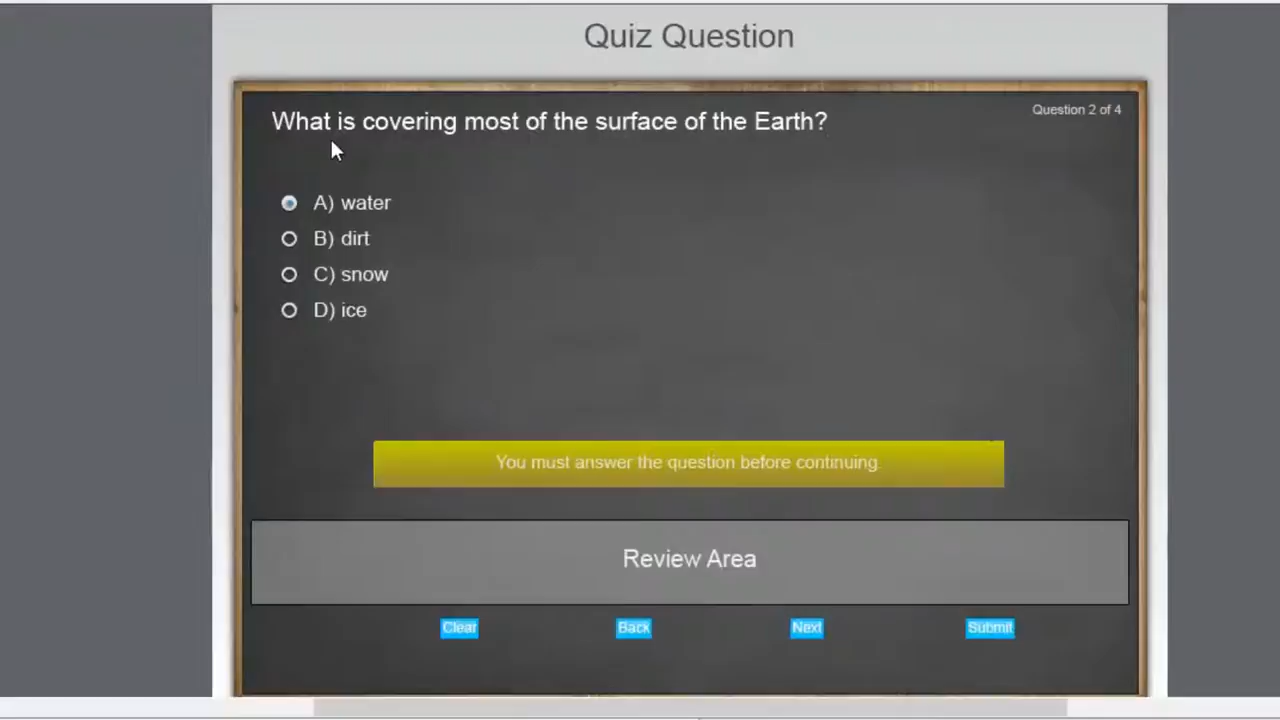 Quiz Question
Question 2 of 4
What is covering most of the surface of the Earth?
A) water
B) dirt
C) snow
D) ice
You must answer the question before continuing.
Review Area
Clear
Back
Next
Submit